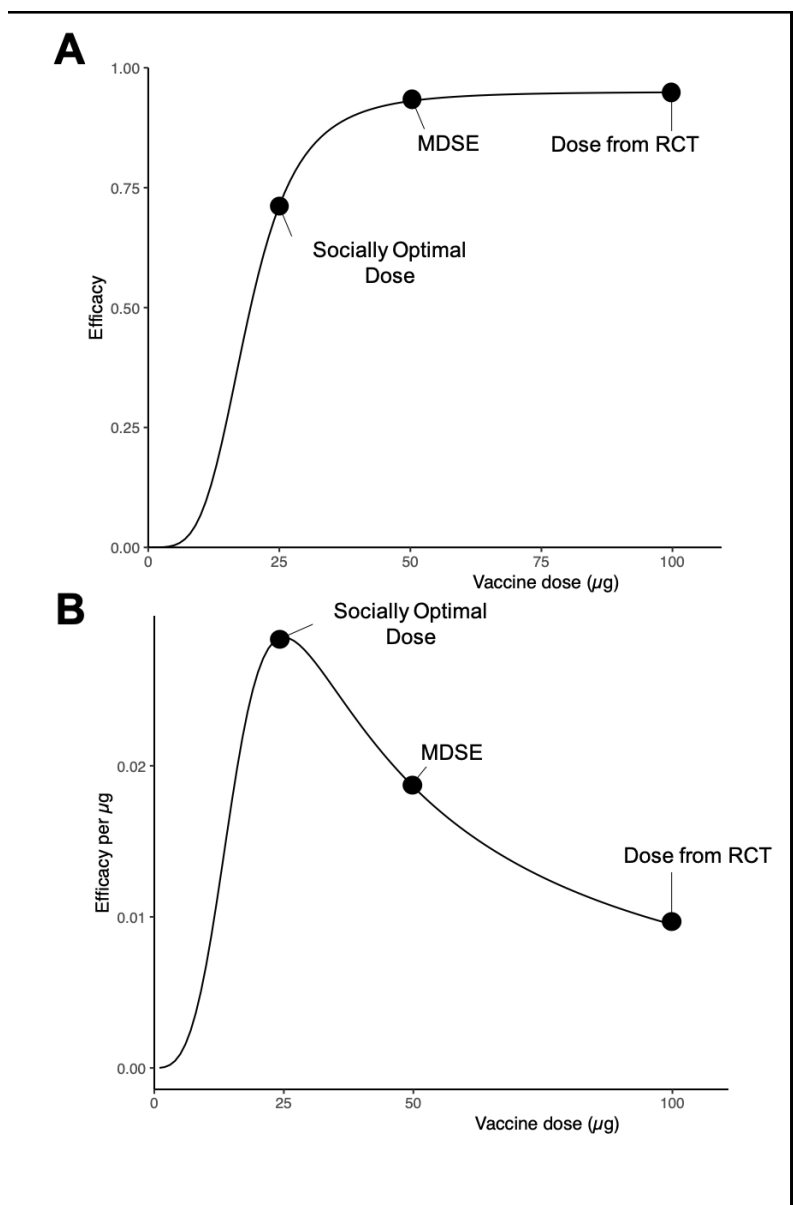 A
1.00
MDSE
Dose from RCT
0.75
Socially Optimal
Dose
Efficacy
0.50
0.25
0.00
0
25
50
75
100
Vaccine dose (µg)
B
Socially Optimal
Dose
MDSE
0.02
Dose from RCT
Efficacy per µg
0.01
0.00
0
25
50
100
Vaccine dose (µg)